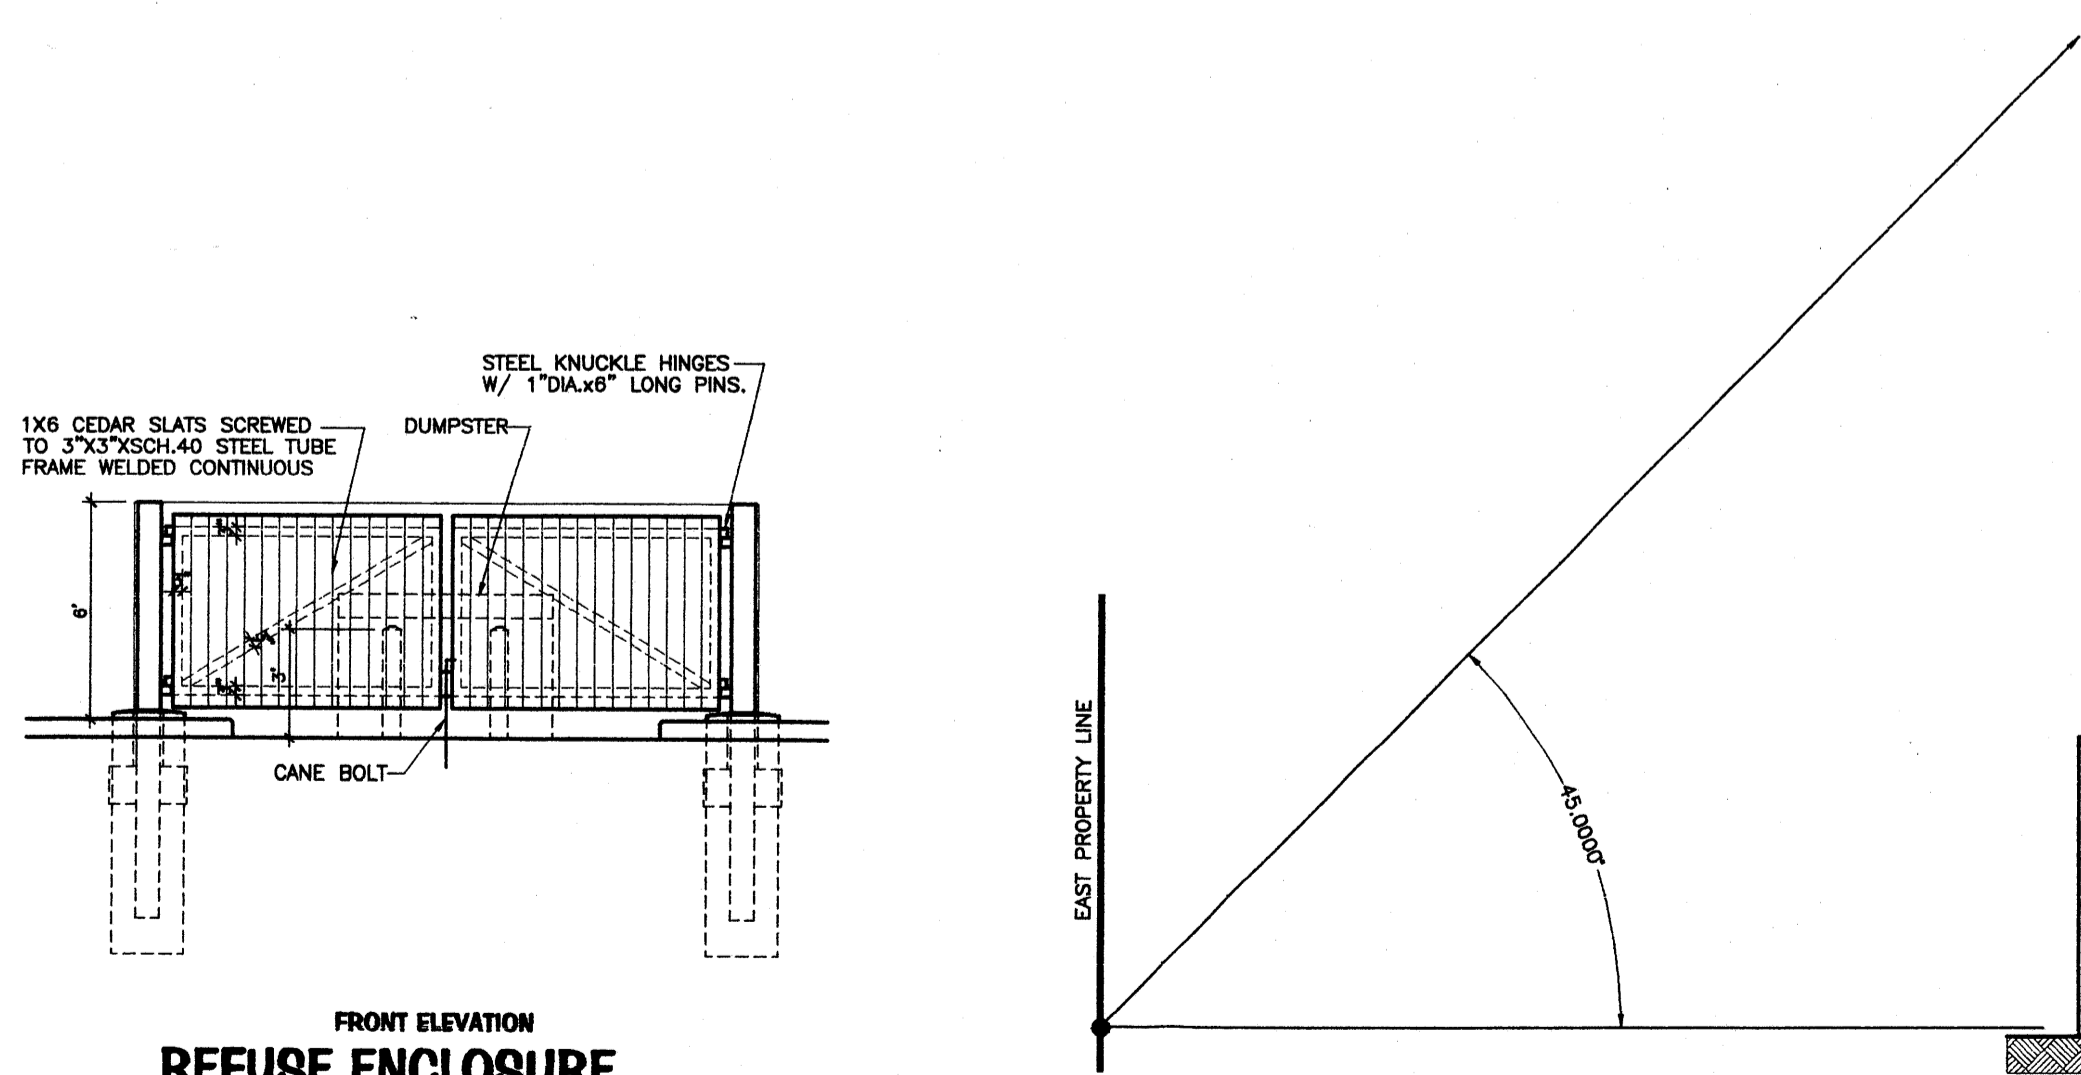 STEEL KNUCKLE HINGES
W/ 1"DIA.x6" LONG PINS.
1X6 CEDAR SLATS SCREWED
TO 3"X3"XSCH.40 STEEL TUBE
FRAME WELDED CONTINUOUS
DUMPSTER
6'
3'
CANE BOLT
FRONT ELEVATION
REFUSE ENCLOSURE
EAST PROPERTY LINE
45.0000°